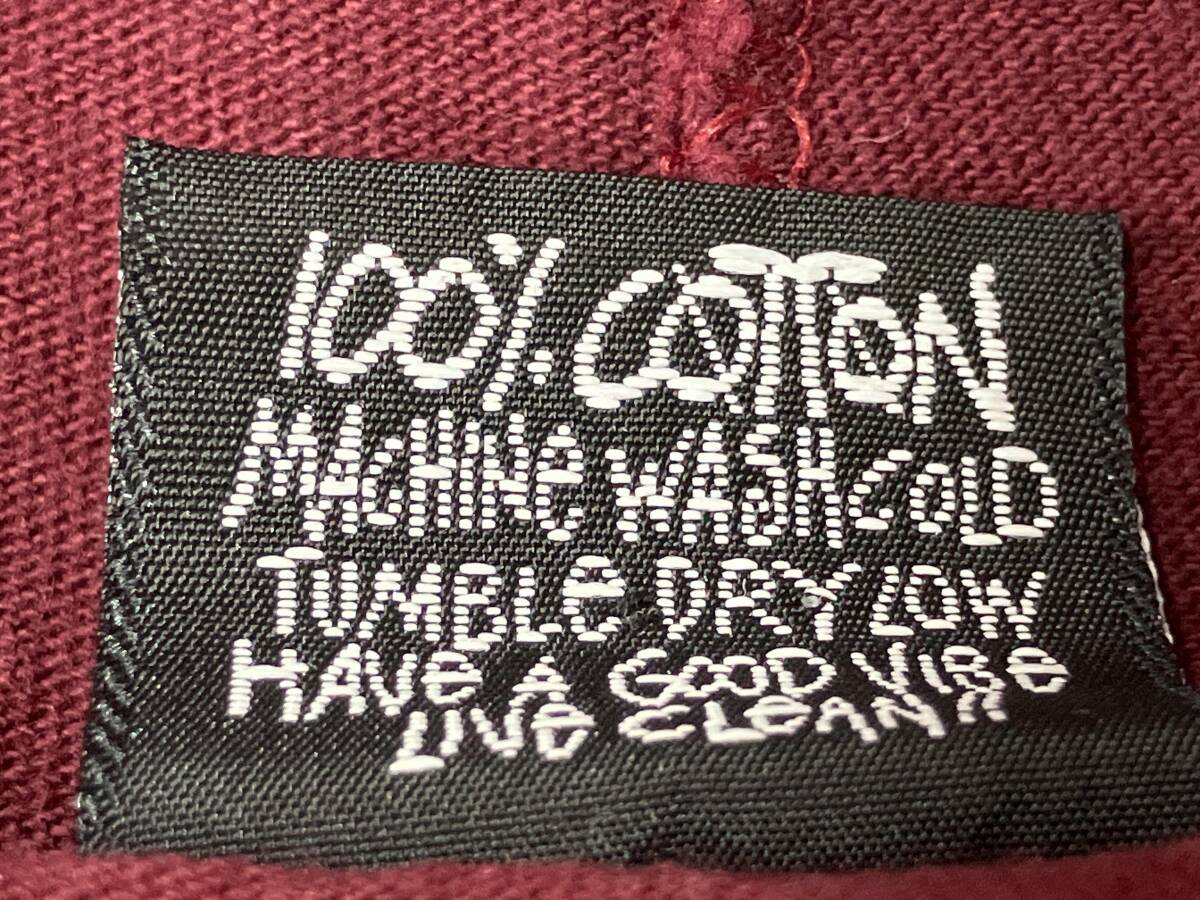 100% COTTON
MACHINE WASH COLD
TUMBLE DRY LOW
HAVE A GOOD VIBE
LIVE CLEAN"